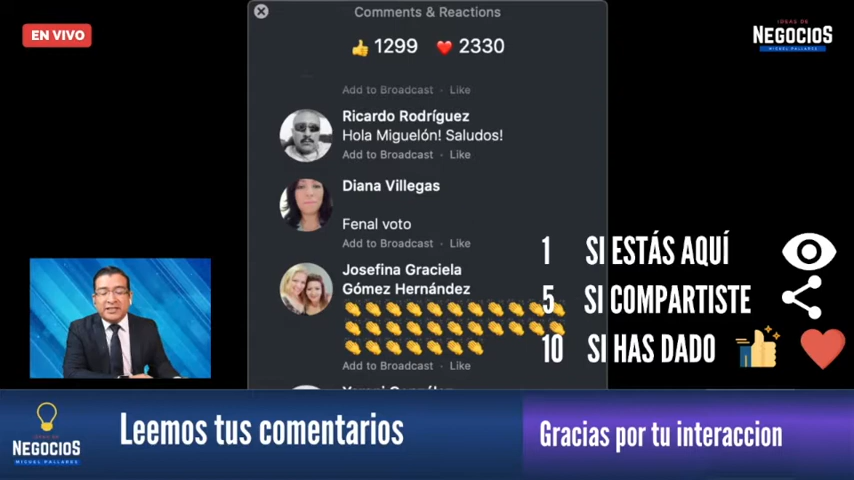 EN VIVO
Comments & Reactions
IDEAS DE
NEGOCIOS
MIGUEL PALLARES
1299 2330
Add to Broadcast · Like
Ricardo Rodríguez
Hola Miguelón! Saludos!
Add to Broadcast · Like
Diana Villegas
Fenal voto
Add to Broadcast · Like
Josefina Graciela
Gómez Hernández
Add to Broadcast · Like
1 SI ESTÁS AQUÍ
5 SI COMPARTISTE
10 SI HAS DADO
IDEAS DE
NEGOCIOS
MIGUEL PALLARES
Leemos tus comentarios
Gracias por tu interaccion